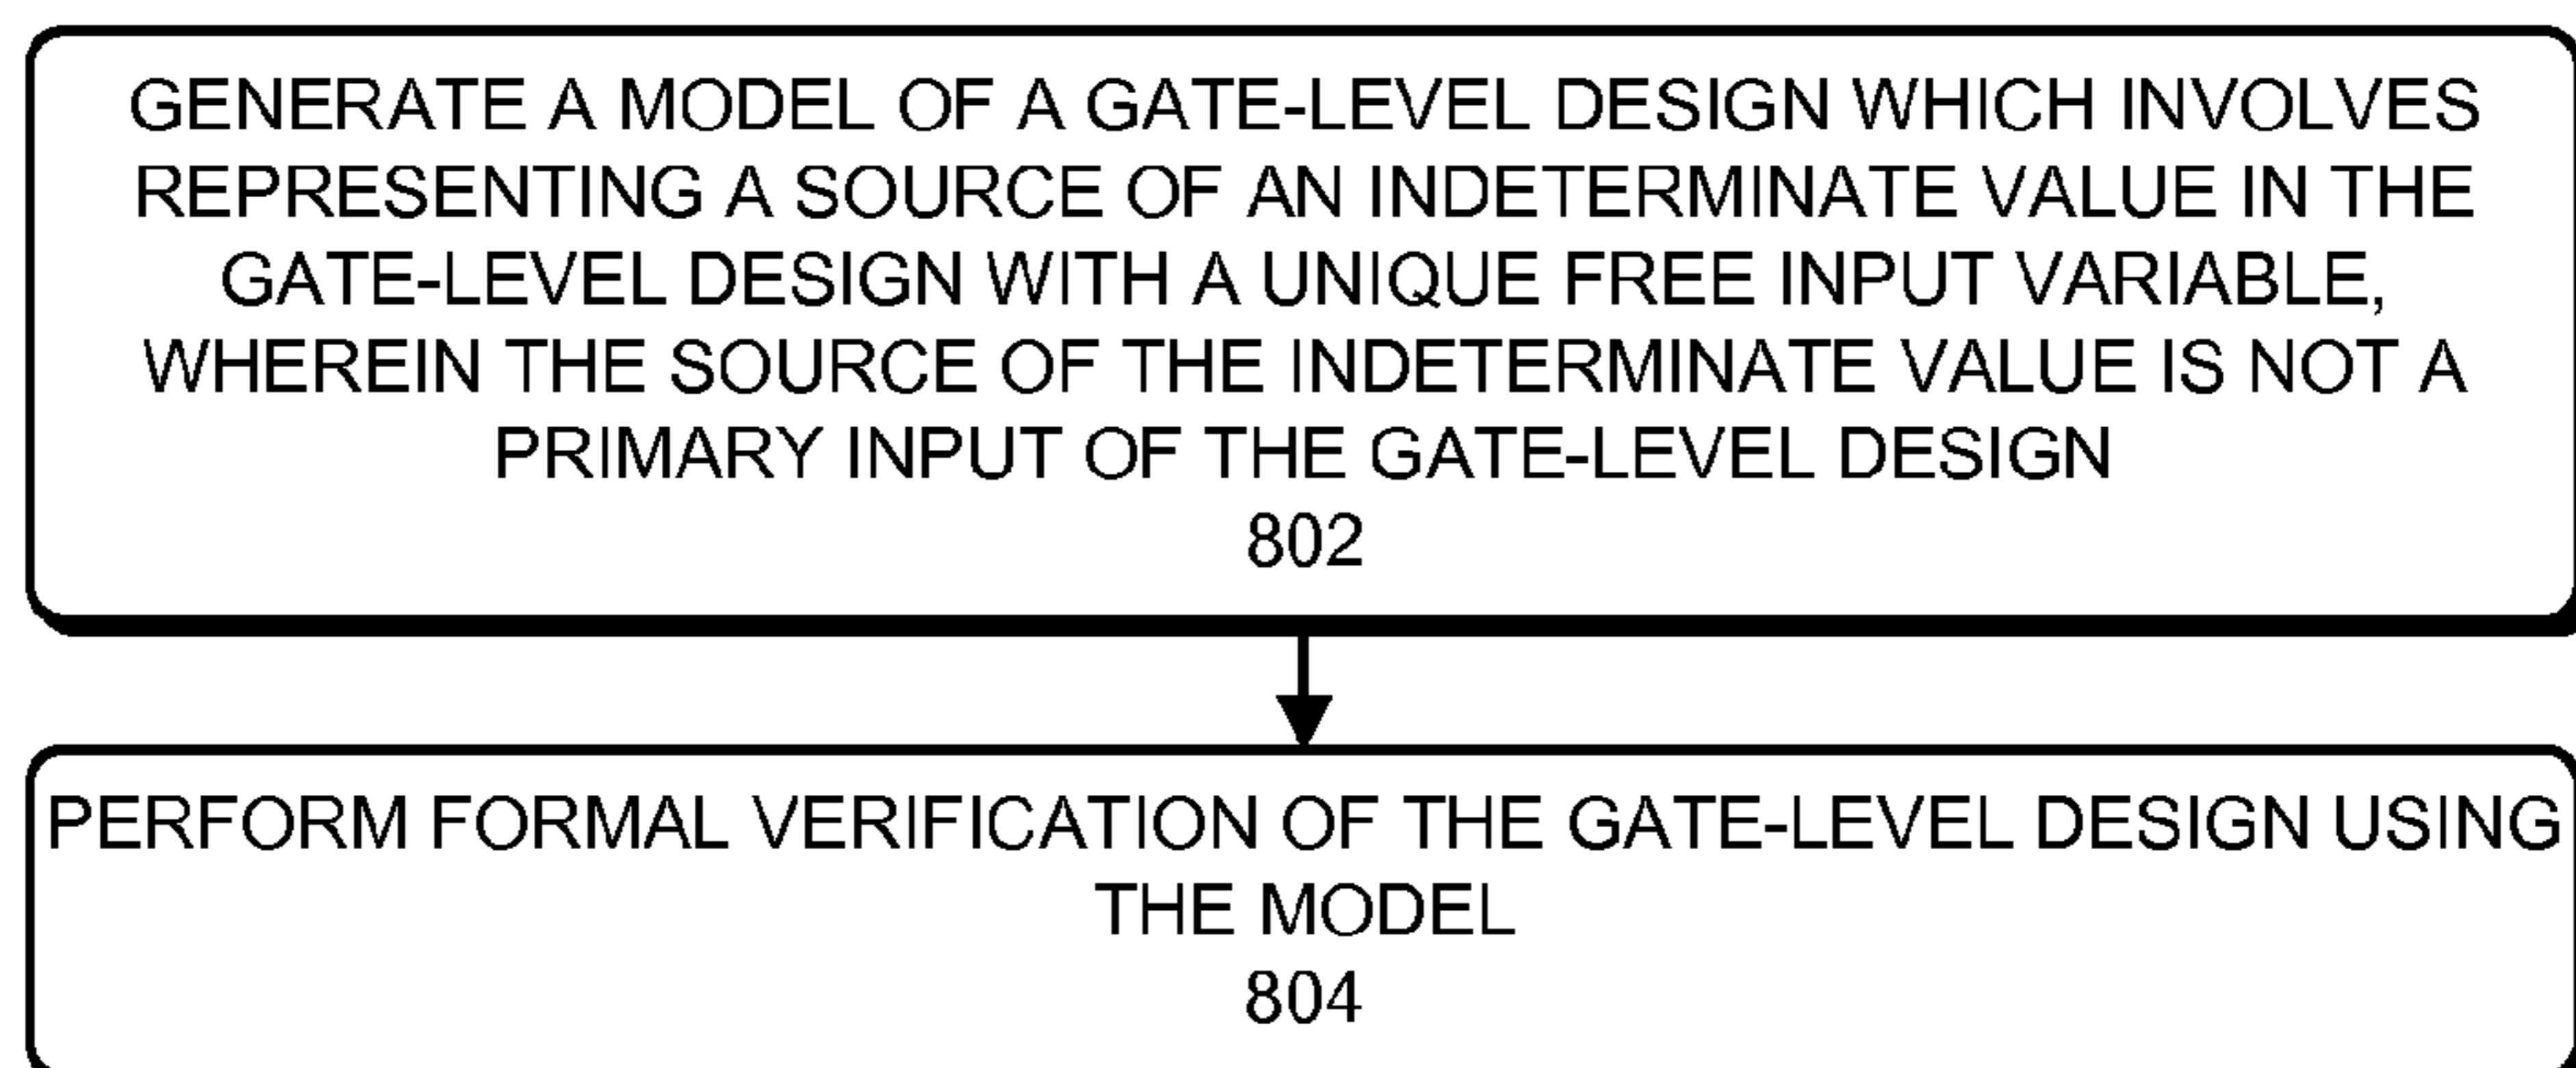 GENERATE A MODEL OF A GATE-LEVEL DESIGN WHICH INVOLVES
REPRESENTING A SOURCE OF AN INDETERMINATE VALUE IN THE
GATE-LEVEL DESIGN WITH A UNIQUE FREE INPUT VARIABLE,
WHEREIN THE SOURCE OF THE INDETERMINATE VALUE IS NOT A
PRIMARY INPUT OF THE GATE-LEVEL DESIGN
802
PERFORM FORMAL VERIFICATION OF THE GATE-LEVEL DESIGN USING
THE MODEL
804